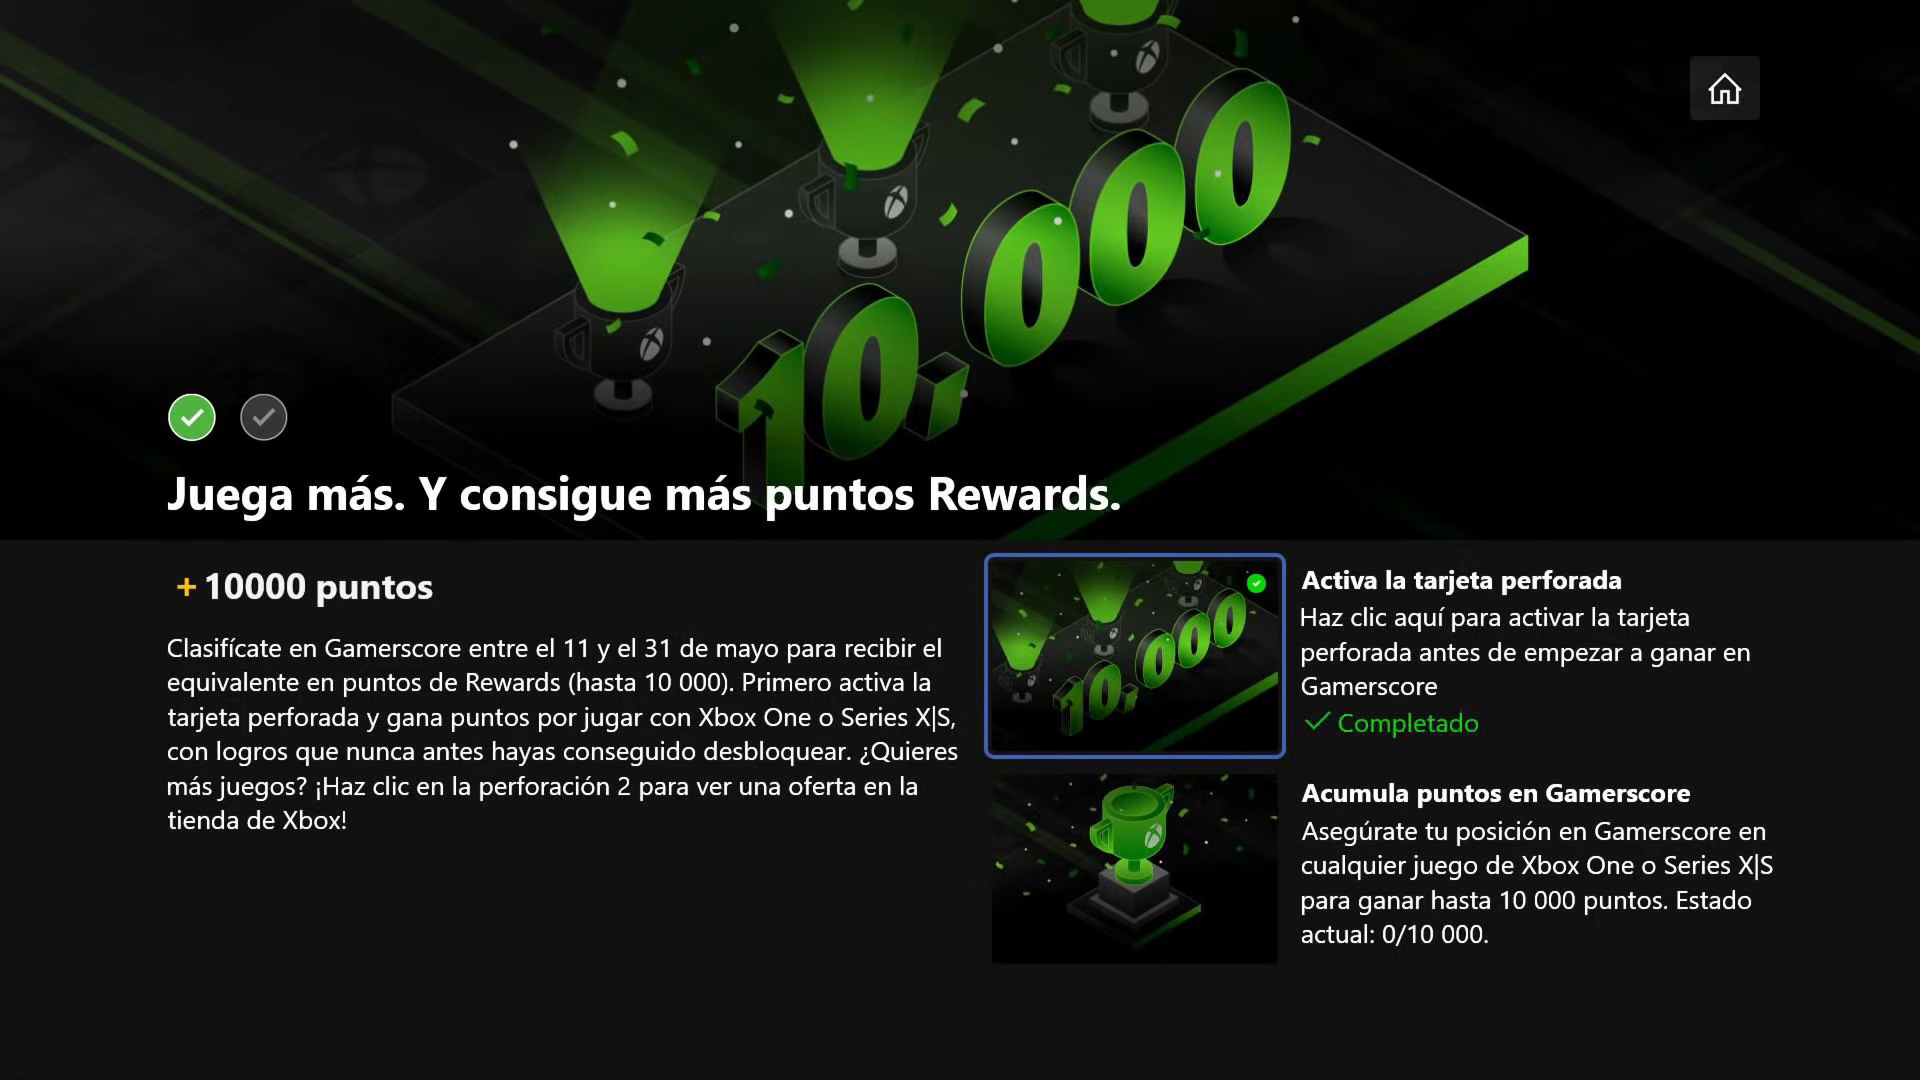 10.000
Juega más. Y consigue más puntos Rewards.
+10000 puntos
Clasifícate en Gamerscore entre el 11 y el 31 de mayo para recibir el
equivalente en puntos de Rewards (hasta 10 000). Primero activa la
tarjeta perforada y gana puntos por jugar con Xbox One o Series X|S,
con logros que nunca antes hayas conseguido desbloquear. ¿Quieres
más juegos? ¡Haz clic en la perforación 2 para ver una oferta en la
tienda de Xbox!
10.000
Activa la tarjeta perforada
Haz clic aquí para activar la tarjeta
perforada antes de empezar a ganar en
Gamerscore
Completado
Acumula puntos en Gamerscore
Asegúrate tu posición en Gamerscore en
cualquier juego de Xbox One o Series X|S
para ganar hasta 10 000 puntos. Estado
actual: 0/10 000.